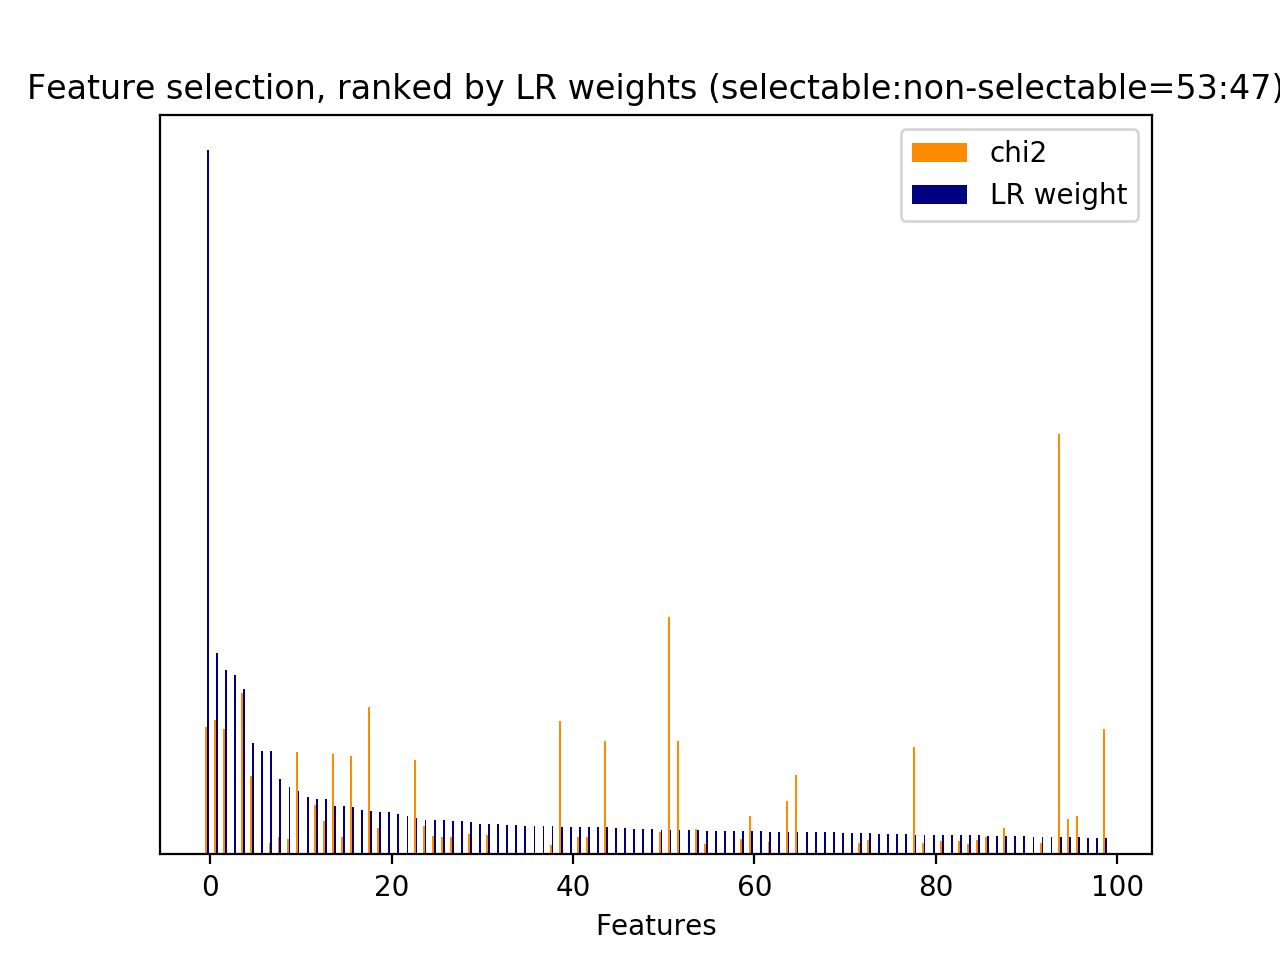 Feature selection, ranked by LR weights (selectable:non-selectable=53:47)
chi2
LR weight
0 20 40 60 80 100
Features